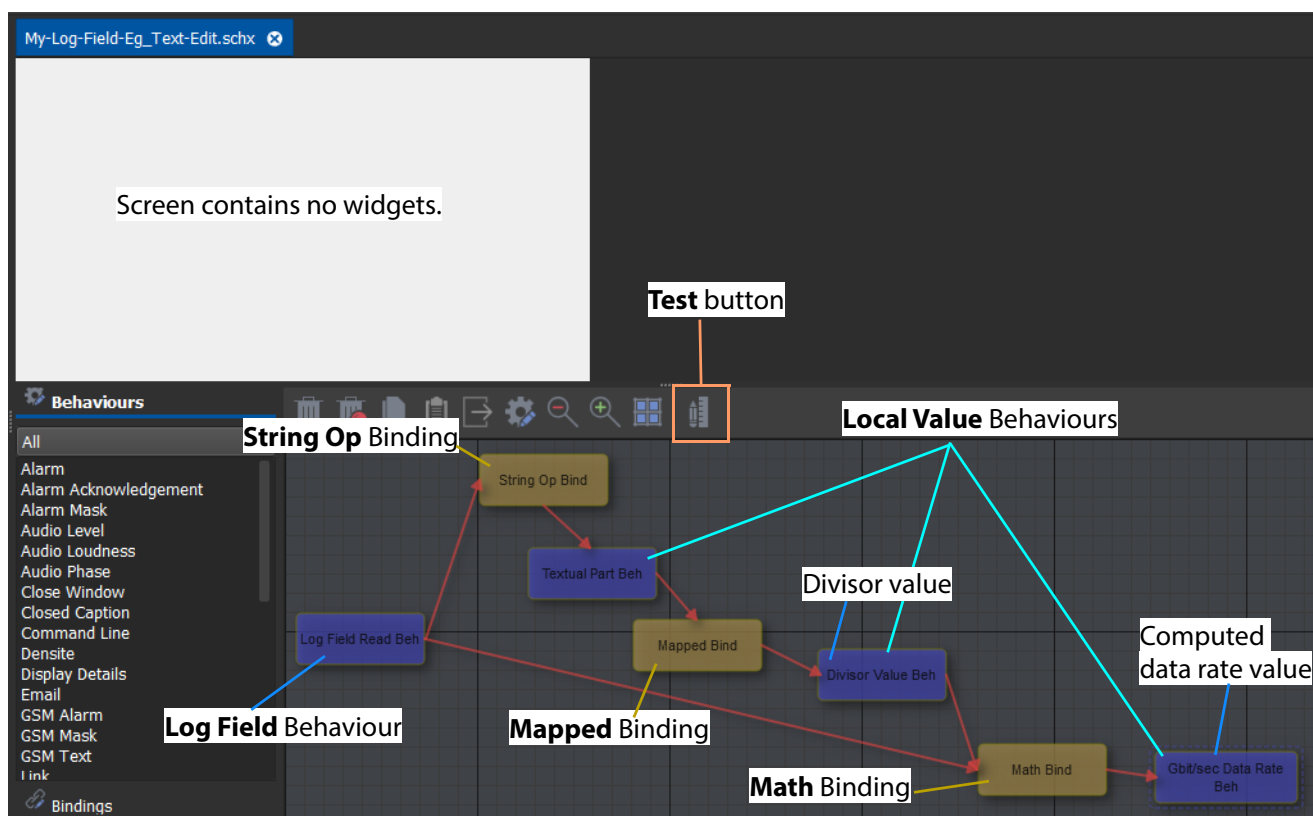 My-Log-Field-Eg_Text-Edit.schx
Screen contains no widgets.
Test button
Behaviours
All
Alarm
Alarm Acknowledgement
Alarm Mask
Audio Level
Audio Loudness
Audio Phase
Close Window
Closed Caption
Command Line
Densite
Display Details
Email
GSM Alarm
GSM Mask
GSM Text
Link
Bindings
String Op Binding
Local Value Behaviours
String Op Bind
Textual Part Beh
Divisor value
Log Field Read Beh
Mapped Bind
Computed
data rate value
Divisor Value Beh
Log Field Behaviour
Mapped Binding
Math Bind
Gbit/sec Data Rate
Beh
Math Binding